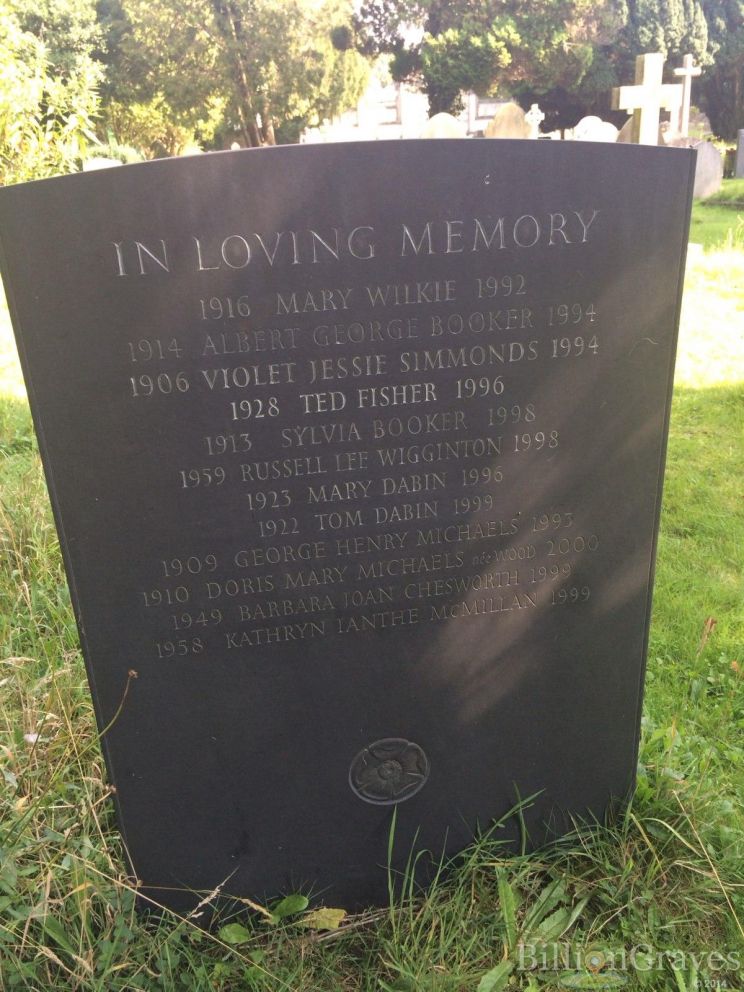 IN LOVING MEMORY
1916 MARY WILKIE 1992
1914 ALBERT GEORGE BOOKER 1994
1906 VIOLET JESSIE SIMMONDS 1994
1928 TED FISHER 1996
1913 SYLVIA BOOKER 1998
1959 RUSSELL LEE WIGGINTON 1998
1923 MARY DABIN 1996
1922 TOM DABIN 1999
1909 GEORGE HENRY MICHAELS 1993
1910 DORIS MARY MICHAELS née WOOD 2000
1949 BARBARA JOAN CHESWORTH 1999
1958 KATHRYN IANTHE McMILLAN 1999
BillionGraves
© 2014